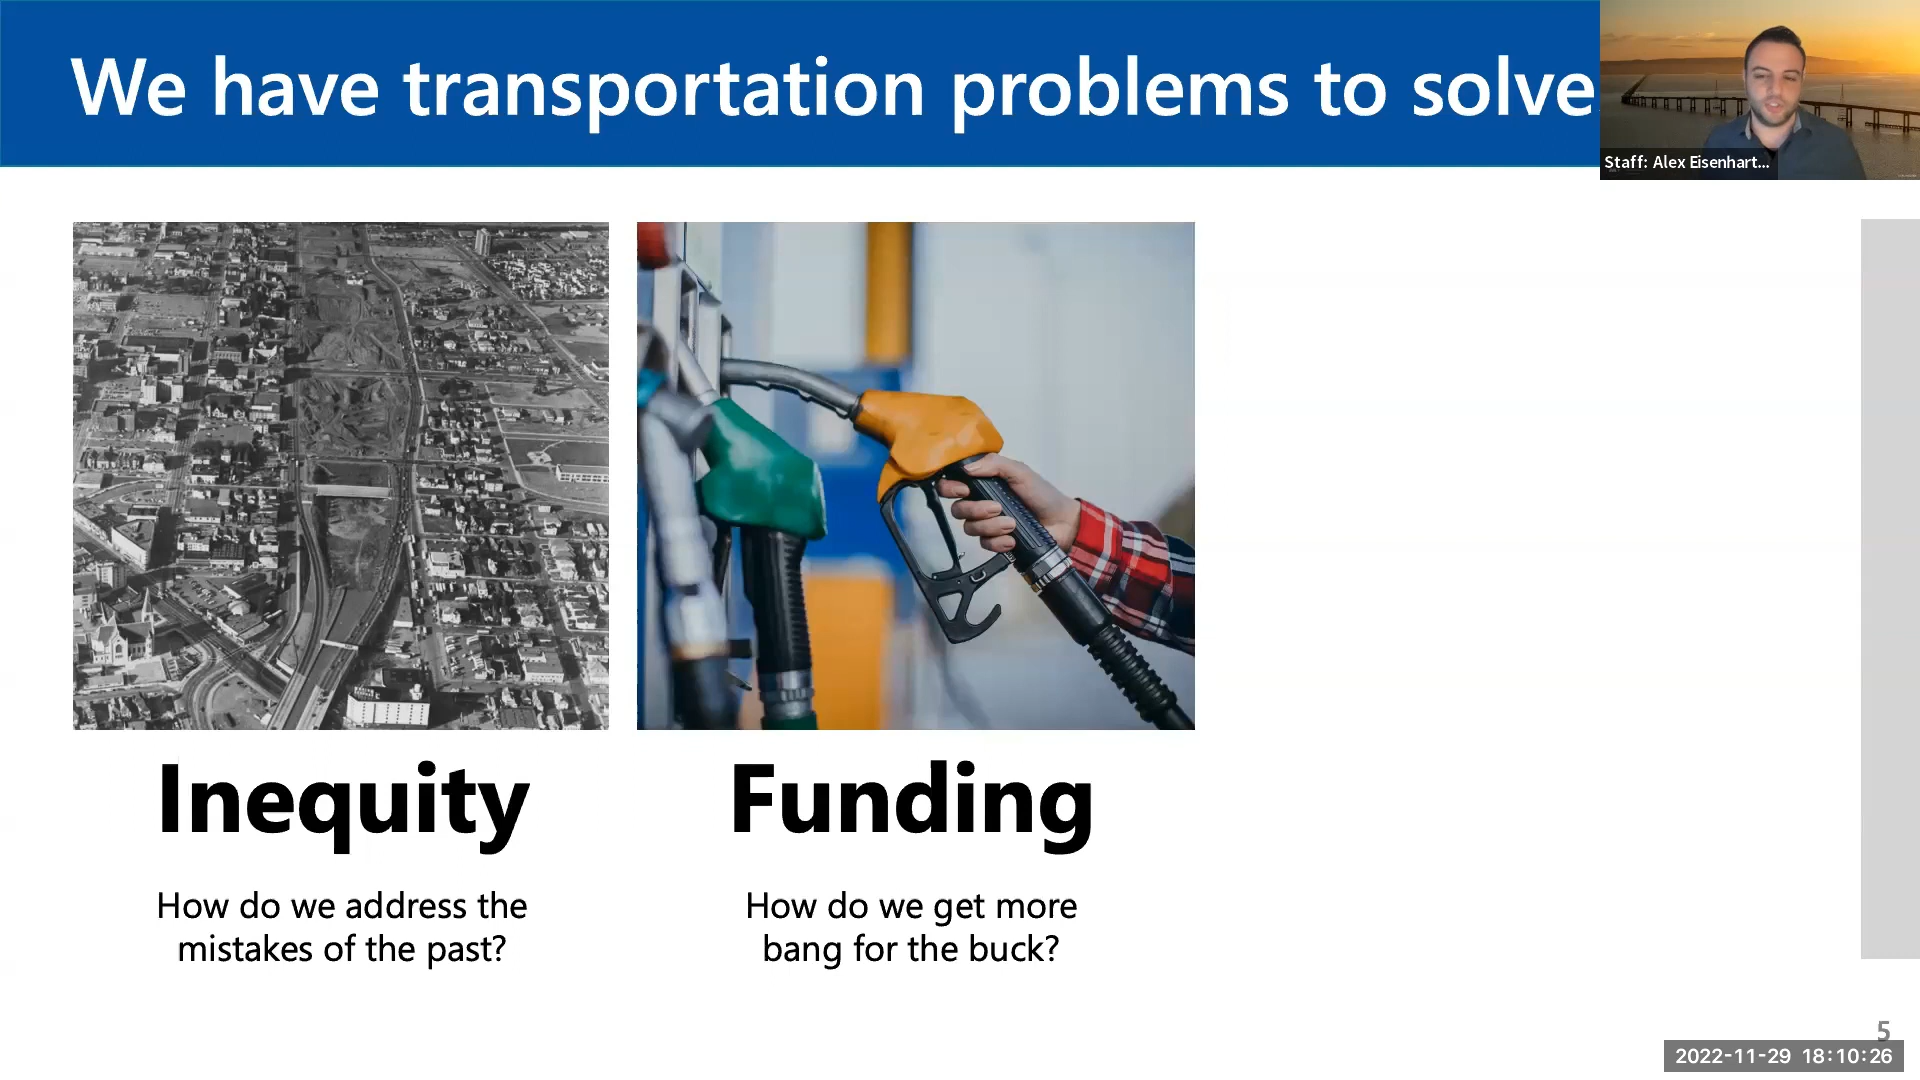 We have transportation problems to solve
Staff: Alex Eisenhart...
Inequity
How do we address the
mistakes of the past?
Funding
How do we get more
bang for the buck?
5
2022-11-29 18:10:26